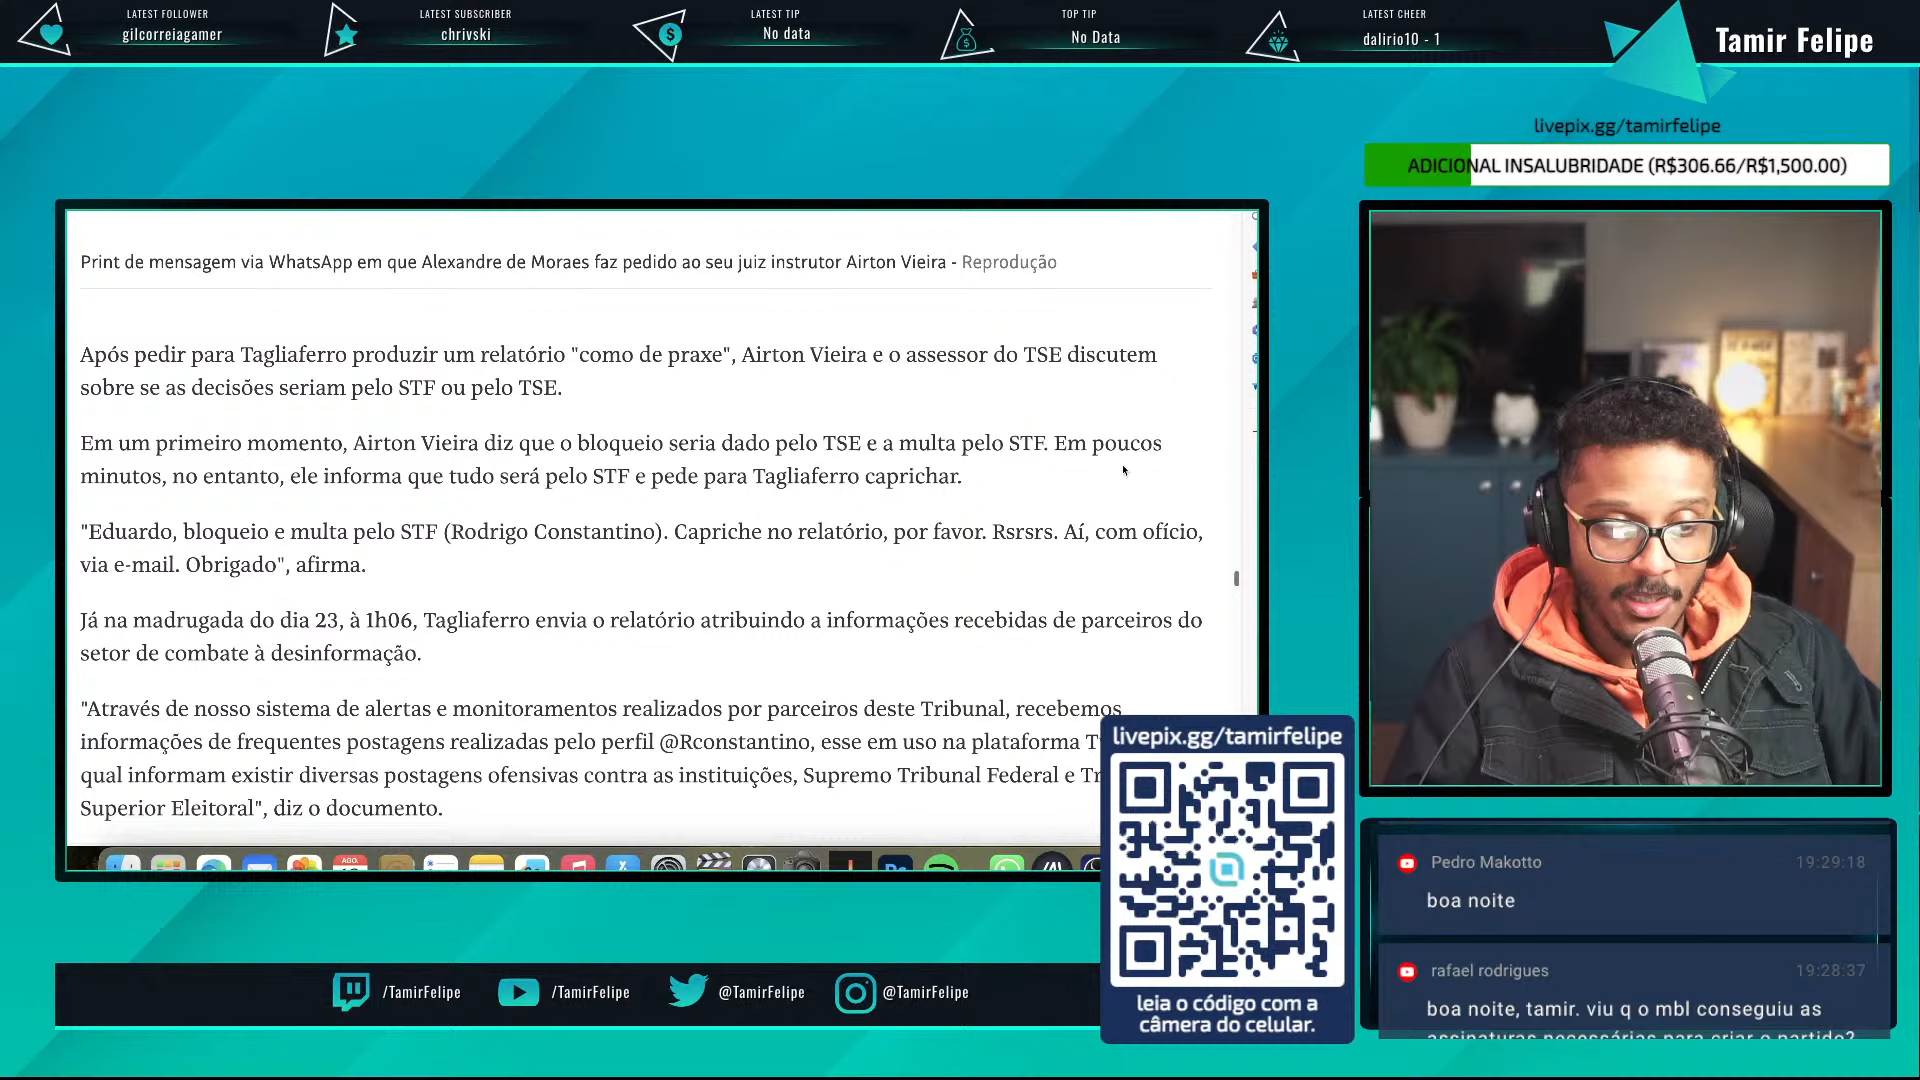 LATEST FOLLOWER
gilcorreiagamer
LATEST SUBSCRIBER
chrivski
LATEST TIP
No data
TOP TIP
No Data
LATEST CHEER
dalirio10 - 1
Tamir Felipe
livepix.gg/tamirfelipe
ADICIONAL INSALUBRIDADE (R$306.66/R$1,500.00)
Print de mensagem via WhatsApp em que Alexandre de Moraes faz pedido ao seu juiz instrutor Airton Vieira - Reprodução
Após pedir para Tagliaferro produzir um relatório "como de praxe", Airton Vieira e o assessor do TSE discutem
sobre se as decisões seriam pelo STF ou pelo TSE.
Em um primeiro momento, Airton Vieira diz que o bloqueio seria dado pelo TSE e a multa pelo STF. Em poucos
minutos, no entanto, ele informa que tudo será pelo STF e pede para Tagliaferro caprichar.
"Eduardo, bloqueio e multa pelo STF (Rodrigo Constantino). Capriche no relatório, por favor. Rsrsrs. Aí, com ofício,
via e-mail. Obrigado", afirma.
Já na madrugada do dia 23, à 1h06, Tagliaferro envia o relatório atribuindo a informações recebidas de parceiros do
setor de combate à desinformação.
"Através de nosso sistema de alertas e monitoramentos realizados por parceiros deste Tribunal, recebemos
informações de frequentes postagens realizadas pelo perfil @Rconstantino, esse em uso na plataforma
qual informam existir diversas postagens ofensivas contra as instituições, Supremo Tribunal Federal e
Superior Eleitoral", diz o documento.
AGO.
livepix.gg/tamirfelipe
leia o código com a
câmera do celular.
/TamirFelipe
/TamirFelipe
@TamirFelipe
@TamirFelipe
Pedro Makotto 19:29:18
boa noite
rafael rodrigues 19:28:37
boa noite, tamir. viu q o mbl conseguiu as
assinaturas necessárias para criar o partido?